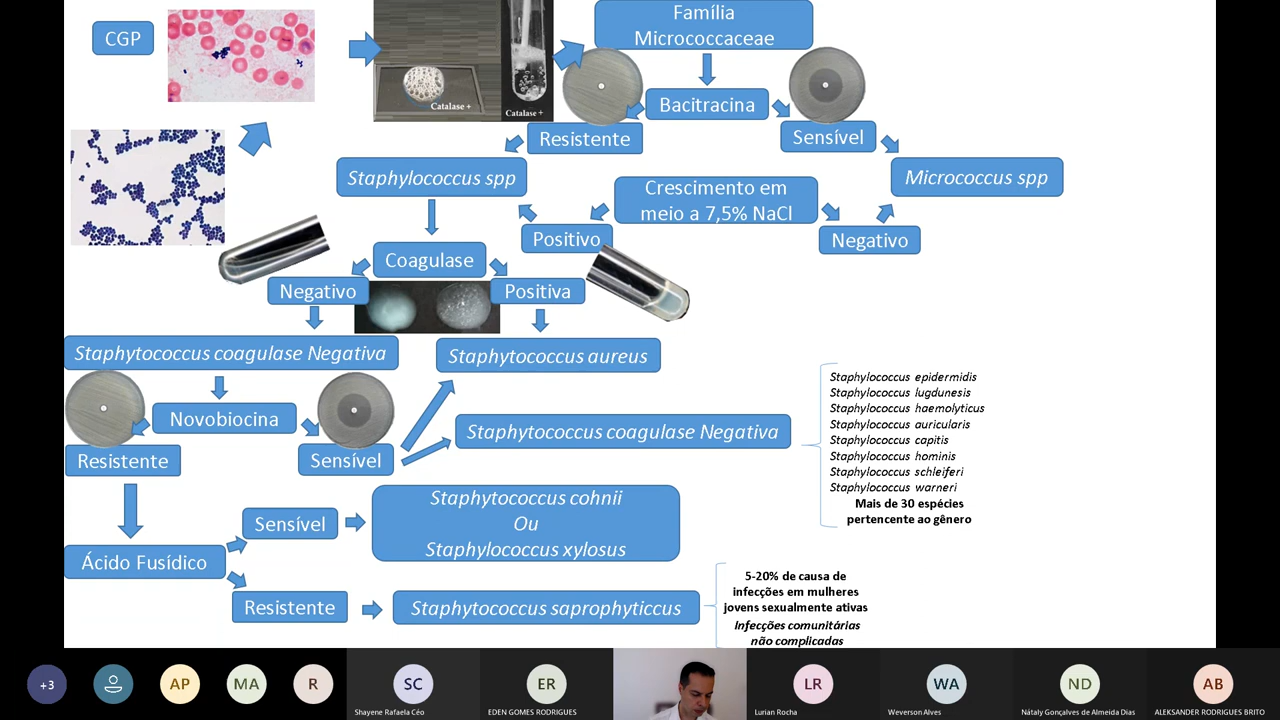 CGP
Catalase +
Catalase +
Família
Micrococcaceae
Bacitracina
Resistente
Sensível
Staphylococcus spp
Crescimento em
meio a 7,5% NaCl
Micrococcus spp
Positivo
Negativo
Coagulase
Negativo
Positiva
Staphytococcus coagulase Negativa
Staphytococcus aureus
Novobiocina
Resistente
Sensível
Staphytococcus coagulase Negativa
Staphylococcus epidermidis
Staphylococcus lugdunesis
Staphylococcus haemolyticus
Staphylococcus auricularis
Staphylococcus capitis
Staphylococcus hominis
Staphylococcus schleiferi
Staphylococcus warneri
Mais de 30 espécies
pertencente ao gênero
Ácido Fusídico
Sensível
Staphytococcus cohnii
Ou
Staphylococcus xylosus
Resistente
Staphytococcus saprophyticcus
5-20% de causa de
infecções em mulheres
jovens sexualmente ativas
Infecções comunitárias
não complicadas
+3
AP
MA
R
SC
Shayene Rafaela Céo
ER
EDEN GOMES RODRIGUES
LR
Lurian Rocha
WA
Weverson Alves
ND
Nátaly Gonçalves de Almeida Dias
AB
ALEKSANDER RODRIGUES BRITO